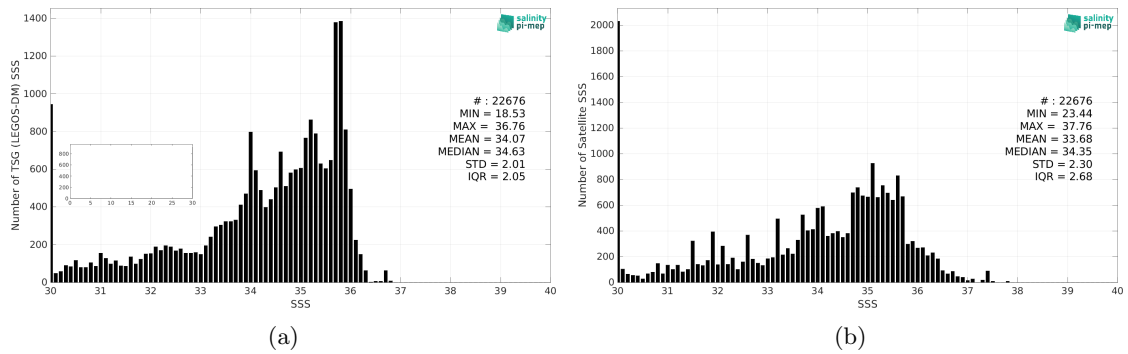 1400
1200
1000
800
600
400
200
0
Number of TSG (LEGOS-DM) SSS
salinity
pi-mep
# : 22676
MIN = 18.53
MAX = 36.76
MEAN = 34.07
MEDIAN = 34.63
STD = 2.01
IQR = 2.05
800
600
400
200
0
0 5 10 15 20 25 30
30 31 32 33 34 35 36 37 38 39 40
SSS
(a)
2000
1800
1600
1400
1200
1000
800
600
400
200
0
Number of Satellite SSS
salinity
pi-mep
# : 22676
MIN = 23.44
MAX = 37.76
MEAN = 33.68
MEDIAN = 34.35
STD = 2.30
IQR = 2.68
30 31 32 33 34 35 36 37 38 39 40
SSS
(b)